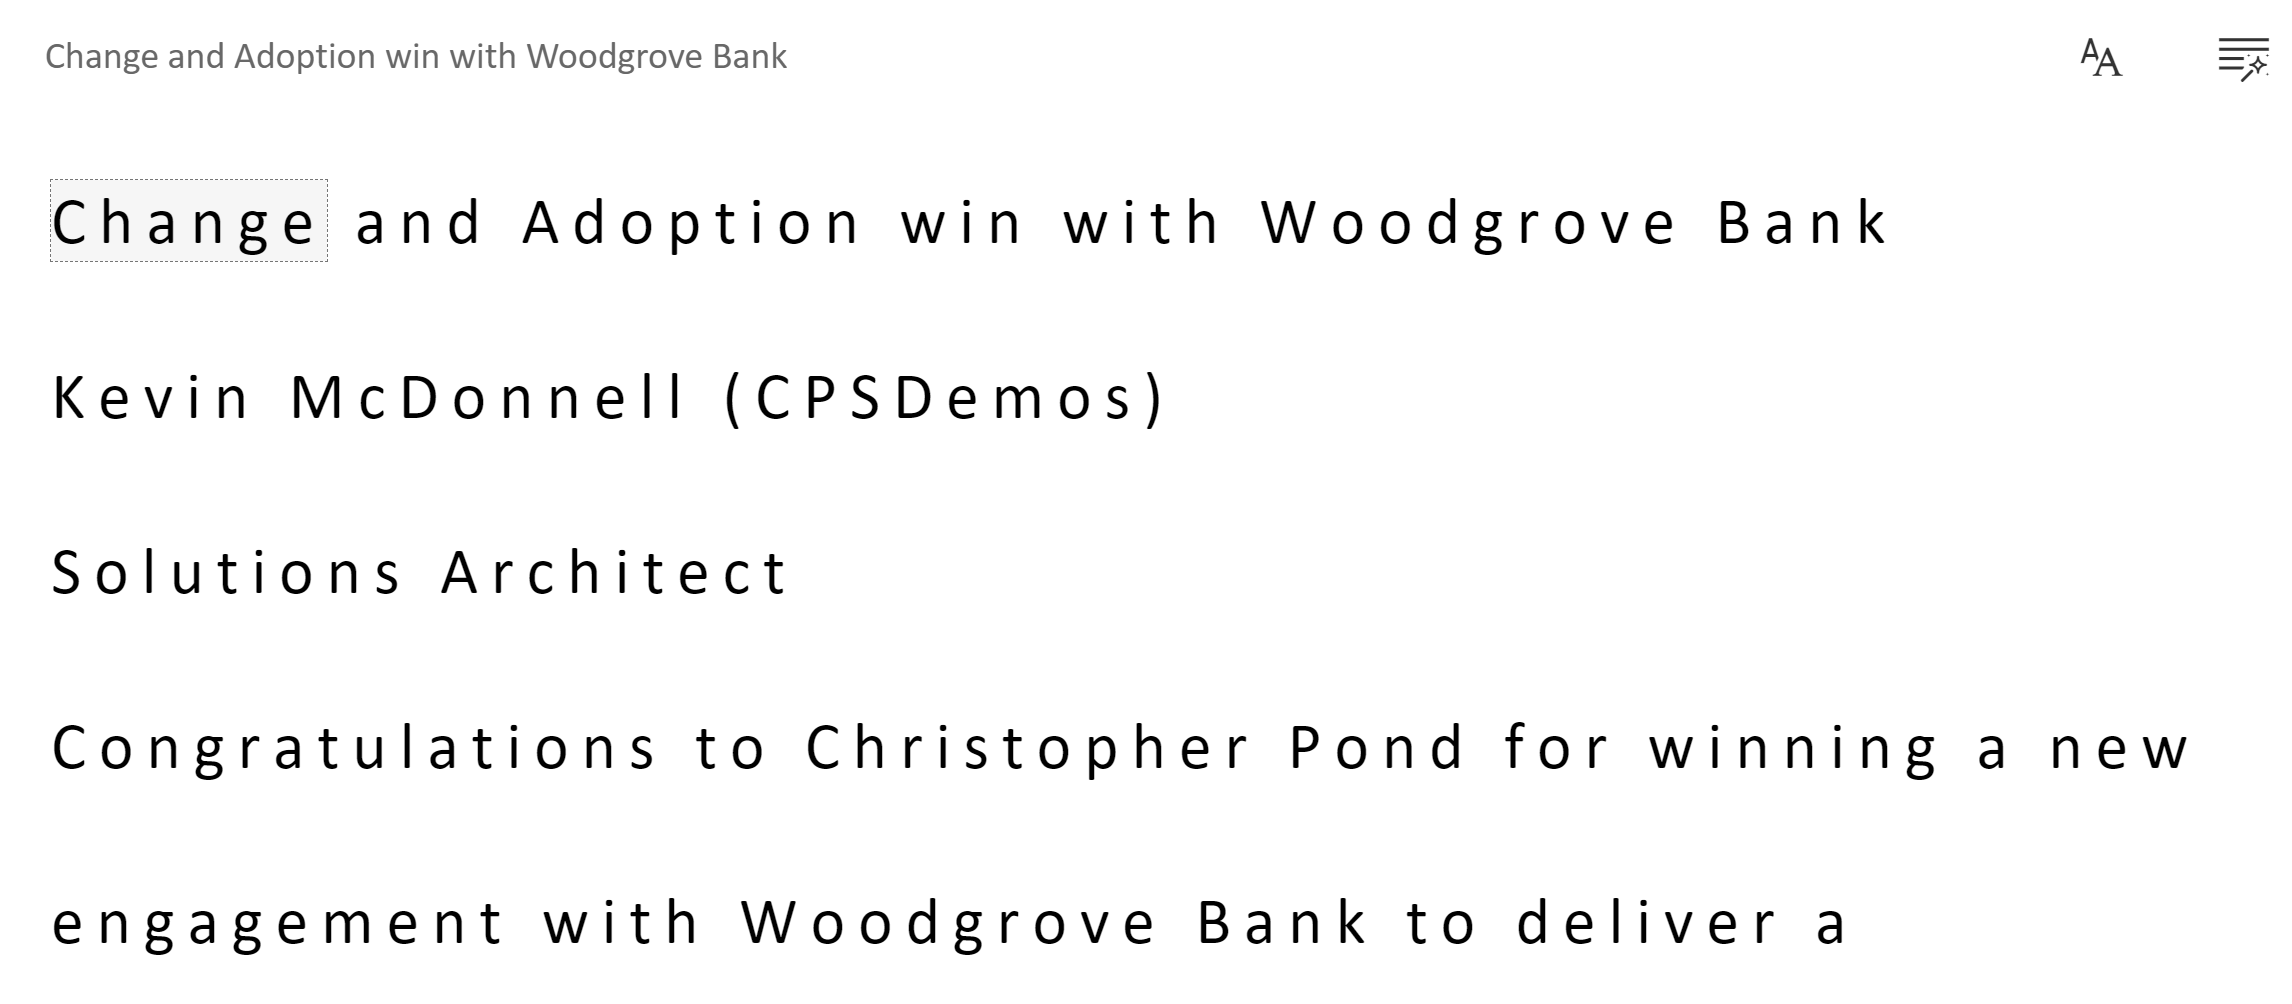 Change and Adoption win with Woodgrove Bank
Change and Adoption win with Woodgrove Bank
Kevin McDonnell (CPSDemos)
Solutions Architect
Congratulations to Christopher Pond for winning a new
engagement with Woodgrove Bank to deliver a